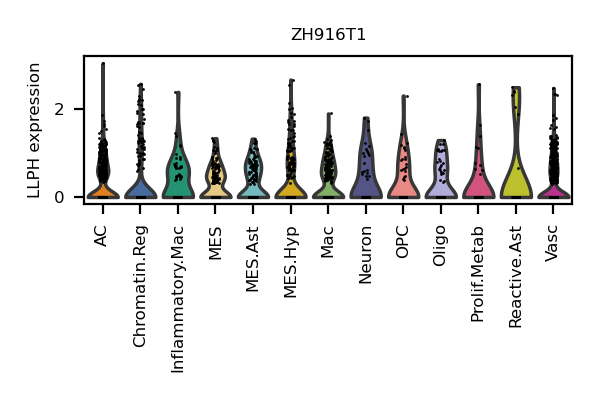 ZH916T1
LLPH expression
2
0
AC
Chromatin.Reg
Inflammatory.Mac
MES
MES.Ast
MES.Hyp
Mac
Neuron
OPC
Oligo
Prolif.Metab
Reactive.Ast
Vasc